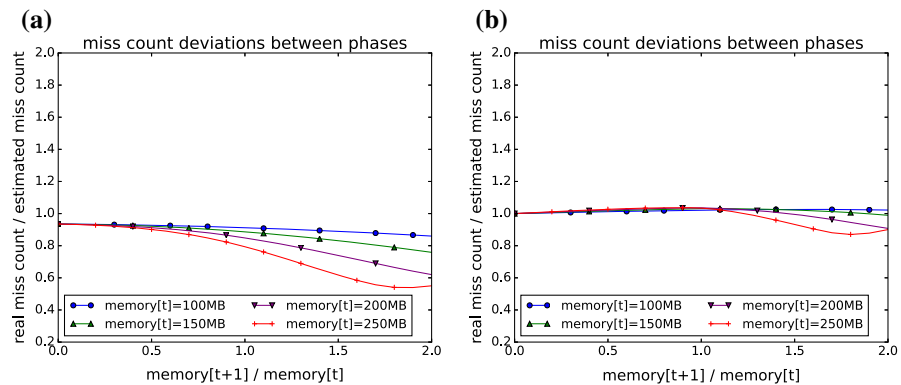 (a)
miss count deviations between phases
real miss count / estimated miss count
2.0
1.8
1.6
1.4
1.2
1.0
0.8
0.6
0.4
0.2
memory[t]=100MB
memory[t]=150MB
memory[t]=200MB
memory[t]=250MB
0.0 0.5 1.0 1.5 2.0
memory[t+1] / memory[t]
(b)
miss count deviations between phases
real miss count / estimated miss count
2.0
1.8
1.6
1.4
1.2
1.0
0.8
0.6
0.4
0.2
memory[t]=100MB
memory[t]=150MB
memory[t]=200MB
memory[t]=250MB
0.0 0.5 1.0 1.5 2.0
memory[t+1] / memory[t]